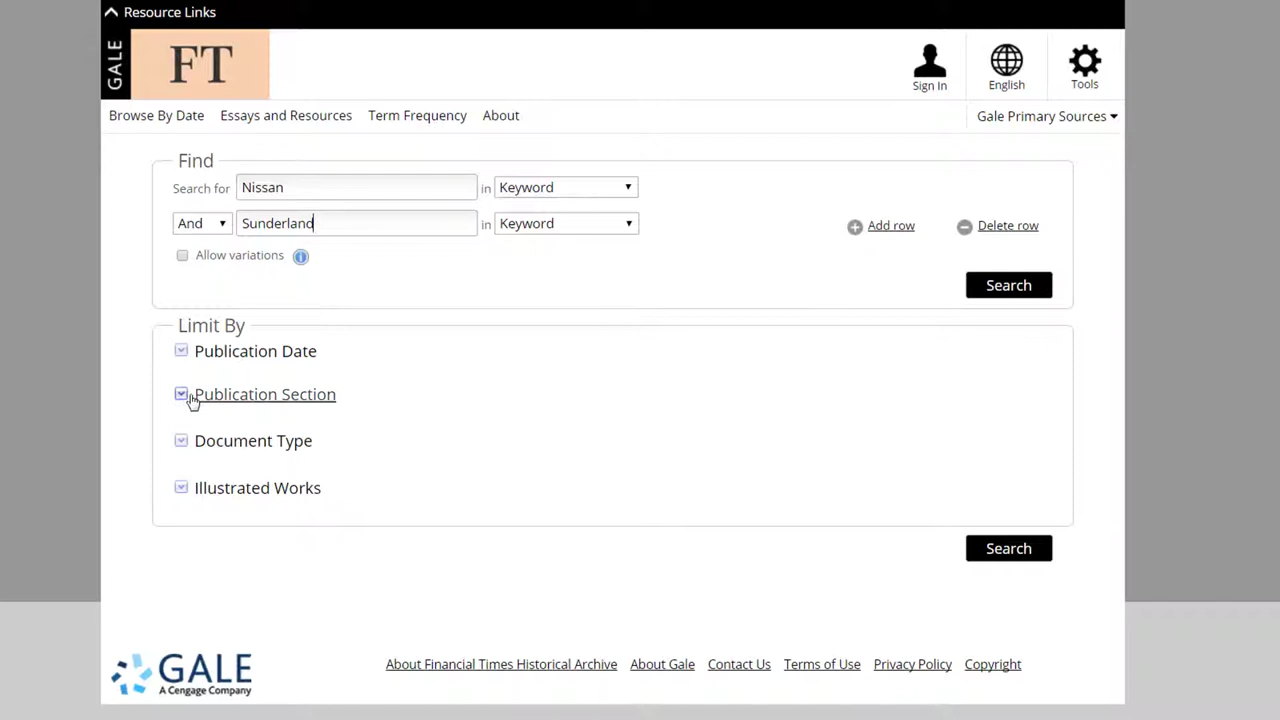 Resource Links
GALE
FT
Sign In
English
Tools
Browse By Date Essays and Resources Term Frequency About Gale Primary Sources
Find
Search for Nissan in Keyword
And Sunderland in Keyword Add row Delete row
Allow variations
Search
Limit By
Publication Date
Publication Section
Document Type
Illustrated Works
Search
GALE
A Cengage Company
About Financial Times Historical Archive About Gale Contact Us Terms of Use Privacy Policy Copyright